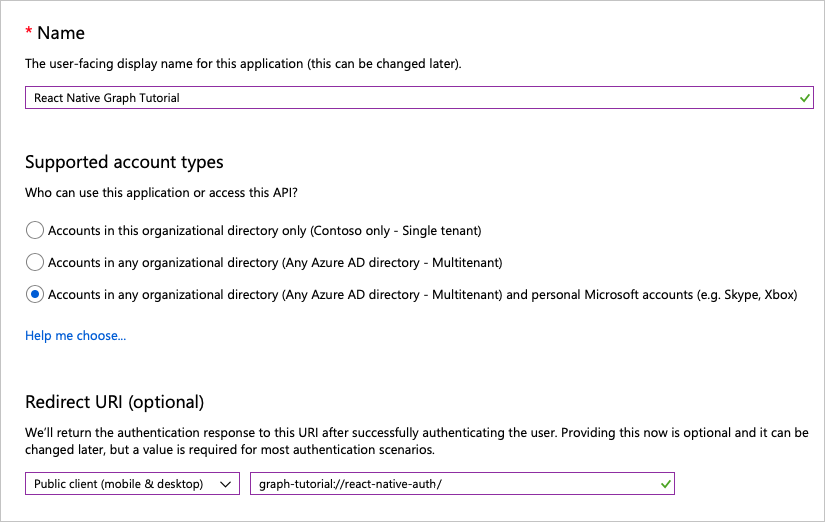 * Name
The user-facing display name for this application (this can be changed later).
React Native Graph Tutorial
Supported account types
Who can use this application or access this API?
Accounts in this organizational directory only (Contoso only - Single tenant)
Accounts in any organizational directory (Any Azure AD directory - Multitenant)
Accounts in any organizational directory (Any Azure AD directory - Multitenant) and personal Microsoft accounts (e.g. Skype, Xbox)
Help me choose...
Redirect URI (optional)
We'll return the authentication response to this URI after successfully authenticating the user. Providing this now is optional and it can be
changed later, but a value is required for most authentication scenarios.
Public client (mobile & desktop) graph-tutorial://react-native-auth/